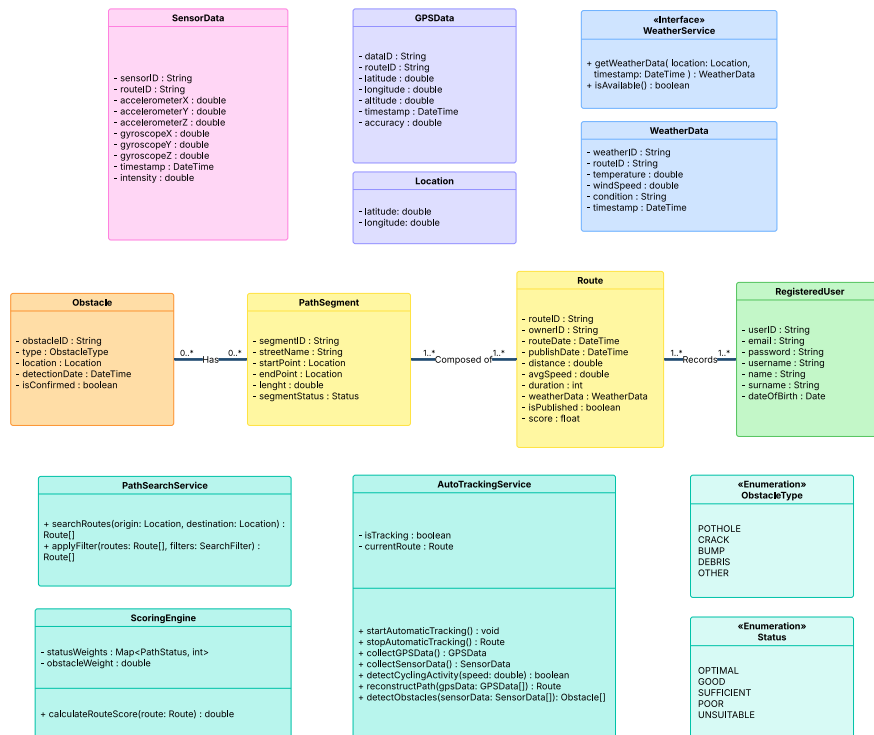 SensorData
- sensorID : String
- routeID : String
- accelerometerX : double
- accelerometerY : double
- accelerometerZ : double
- gyroscopeX : double
- gyroscopeY : double
- gyroscopeZ : double
- timestamp : DateTime
- intensity : double
GPSData
- dataID : String
- routeID : String
- latitude : double
- longitude : double
- altitude : double
- timestamp : DateTime
- accuracy : double
Location
- latitude: double
- longitude: double
«Interface»
WeatherService
+ getWeatherData( location: Location,
timestamp: DateTime ) : WeatherData
+ isAvailable() : boolean
WeatherData
- weatherID : String
- routeID : String
- temperature : double
- windSpeed : double
- condition : String
- timestamp : DateTime
Obstacle
- obstacleID : String
- type : ObstacleType
- location : Location
- detectionDate : DateTime
- isConfirmed : boolean
0..*
Has
0..*
PathSegment
- segmentID : String
- streetName : String
- startPoint : Location
- endPoint : Location
- lenght : double
- segmentStatus : Status
1..*
Composed of
1..*
Route
- routeID : String
- ownerID : String
- routeDate : DateTime
- publishDate : DateTime
- distance : double
- avgSpeed : double
- duration : int
- weatherData : WeatherData
- isPublished : boolean
- score : float
1..*
Records
1..*
RegisteredUser
- userID : String
- email : String
- password : String
- username : String
- name : String
- surname : String
- dateOfBirth : Date
PathSearchService
+ searchRoutes(origin: Location, destination: Location) :
Route[]
+ applyFilter(routes: Route[], filters: SearchFilter) :
Route[]
ScoringEngine
- statusWeights : Map<PathStatus, int>
- obstacleWeight : double
+ calculateRouteScore(route: Route) : double
AutoTrackingService
- isTracking : boolean
- currentRoute : Route
+ startAutomaticTracking() : void
+ stopAutomaticTracking() : Route
+ collectGPSData() : GPSData
+ collectSensorData() : SensorData
+ detectCyclingActivity(speed: double) : boolean
+ reconstructPath(gpsData: GPSData[]) : Route
+ detectObstacles(sensorData: SensorData[]): Obstacle[]
«Enumeration»
ObstacleType
POTHOLE
CRACK
BUMP
DEBRIS
OTHER
«Enumeration»
Status
OPTIMAL
GOOD
SUFFICIENT
POOR
UNSUITABLE